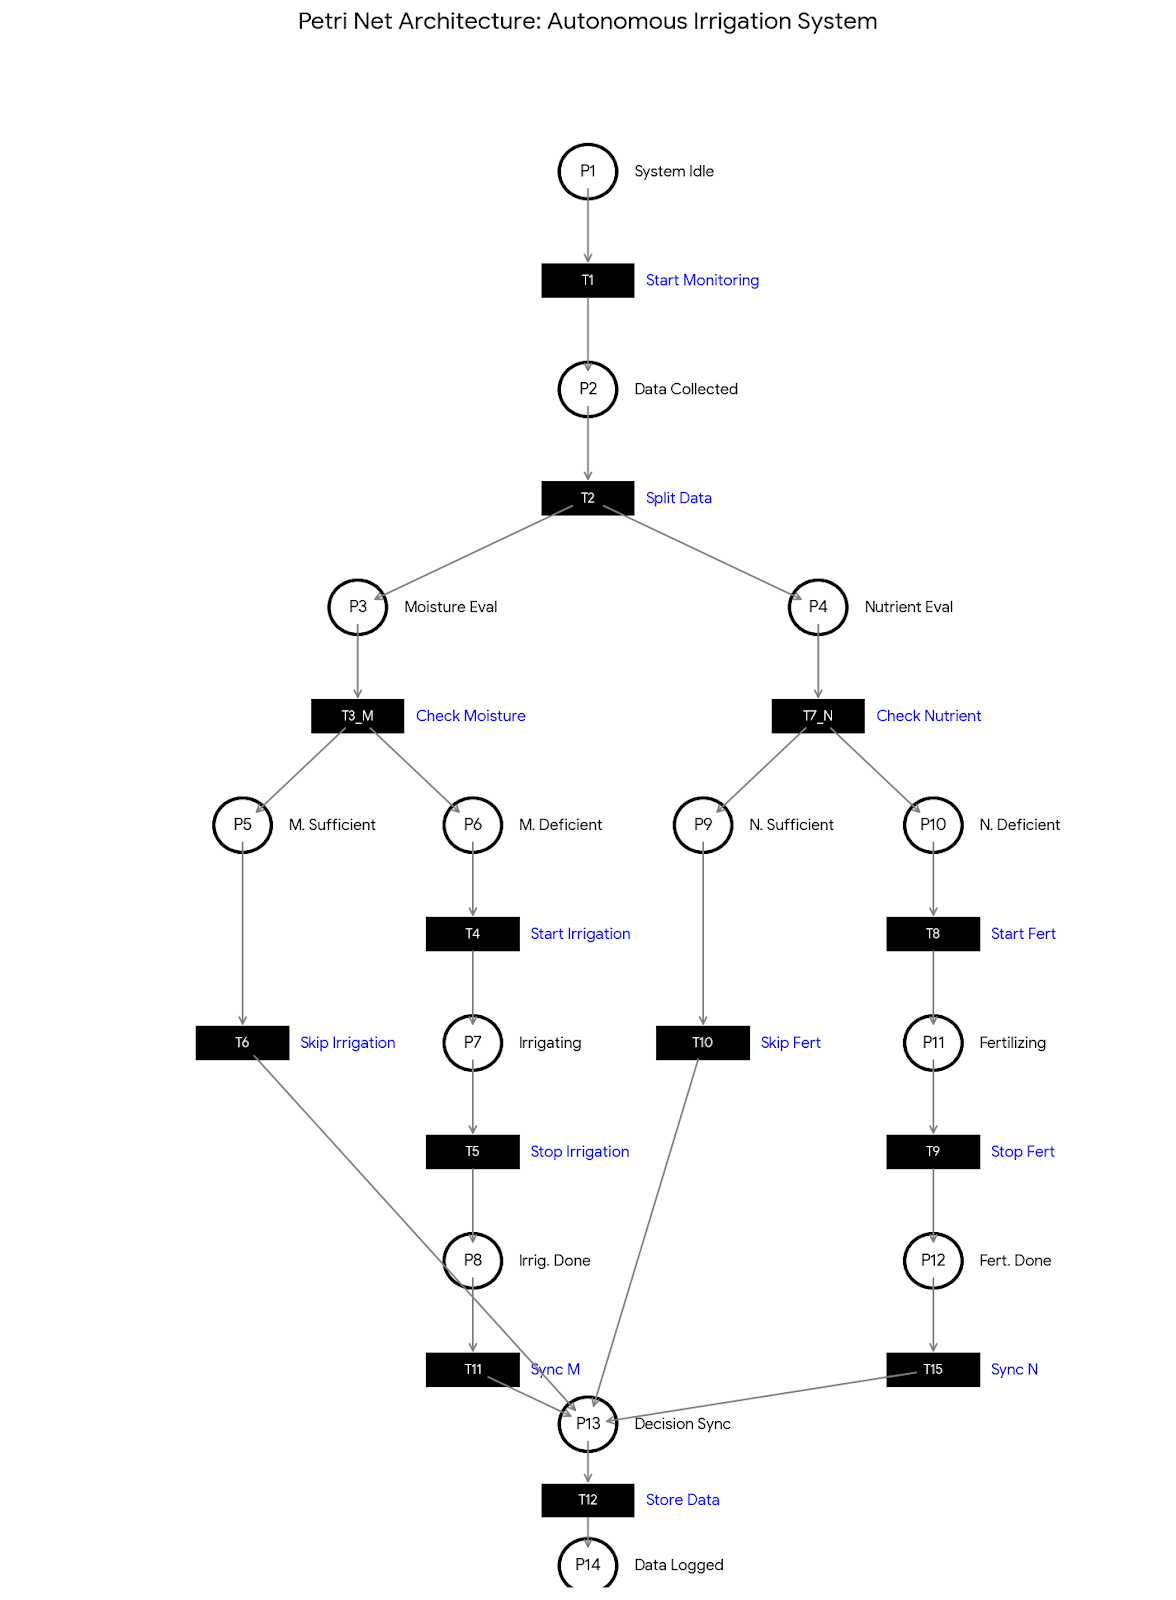 Petri Net Architecture: Autonomous Irrigation System
P1 System Idle
T1 Start Monitoring
P2 Data Collected
T2 Split Data
P3 Moisture Eval P4 Nutrient Eval
T3_M Check Moisture T7_N Check Nutrient
P5 M. Sufficient P6 M. Deficient P9 N. Sufficient P10 N. Deficient
T4 Start Irrigation T8 Start Fert
T6 Skip Irrigation P7 Irrigating T10 Skip Fert P11 Fertilizing
T5 Stop Irrigation T9 Stop Fert
P8 Irrig. Done P12 Fert. Done
T11 Sync M T15 Sync N
P13 Decision Sync
T12 Store Data
P14 Data Logged